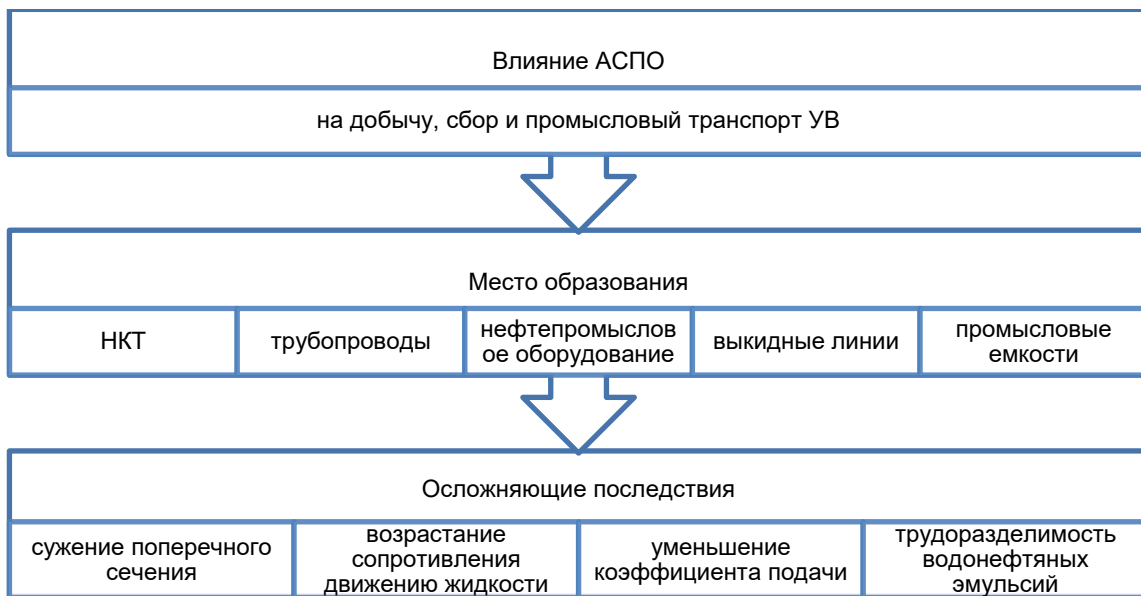 Влияние АСПО
на добычу, сбор и промысловый транспорт УВ
Место образования
НКТ
трубопроводы
нефтепромыслов
ое оборудование
выкидные линии
промысловые
емкости
Осложняющие последствия
сужение поперечного
сечения
возрастание
сопротивления
движению жидкости
уменьшение
коэффициента подачи
трудоразделимость
водонефтяных
эмульсий